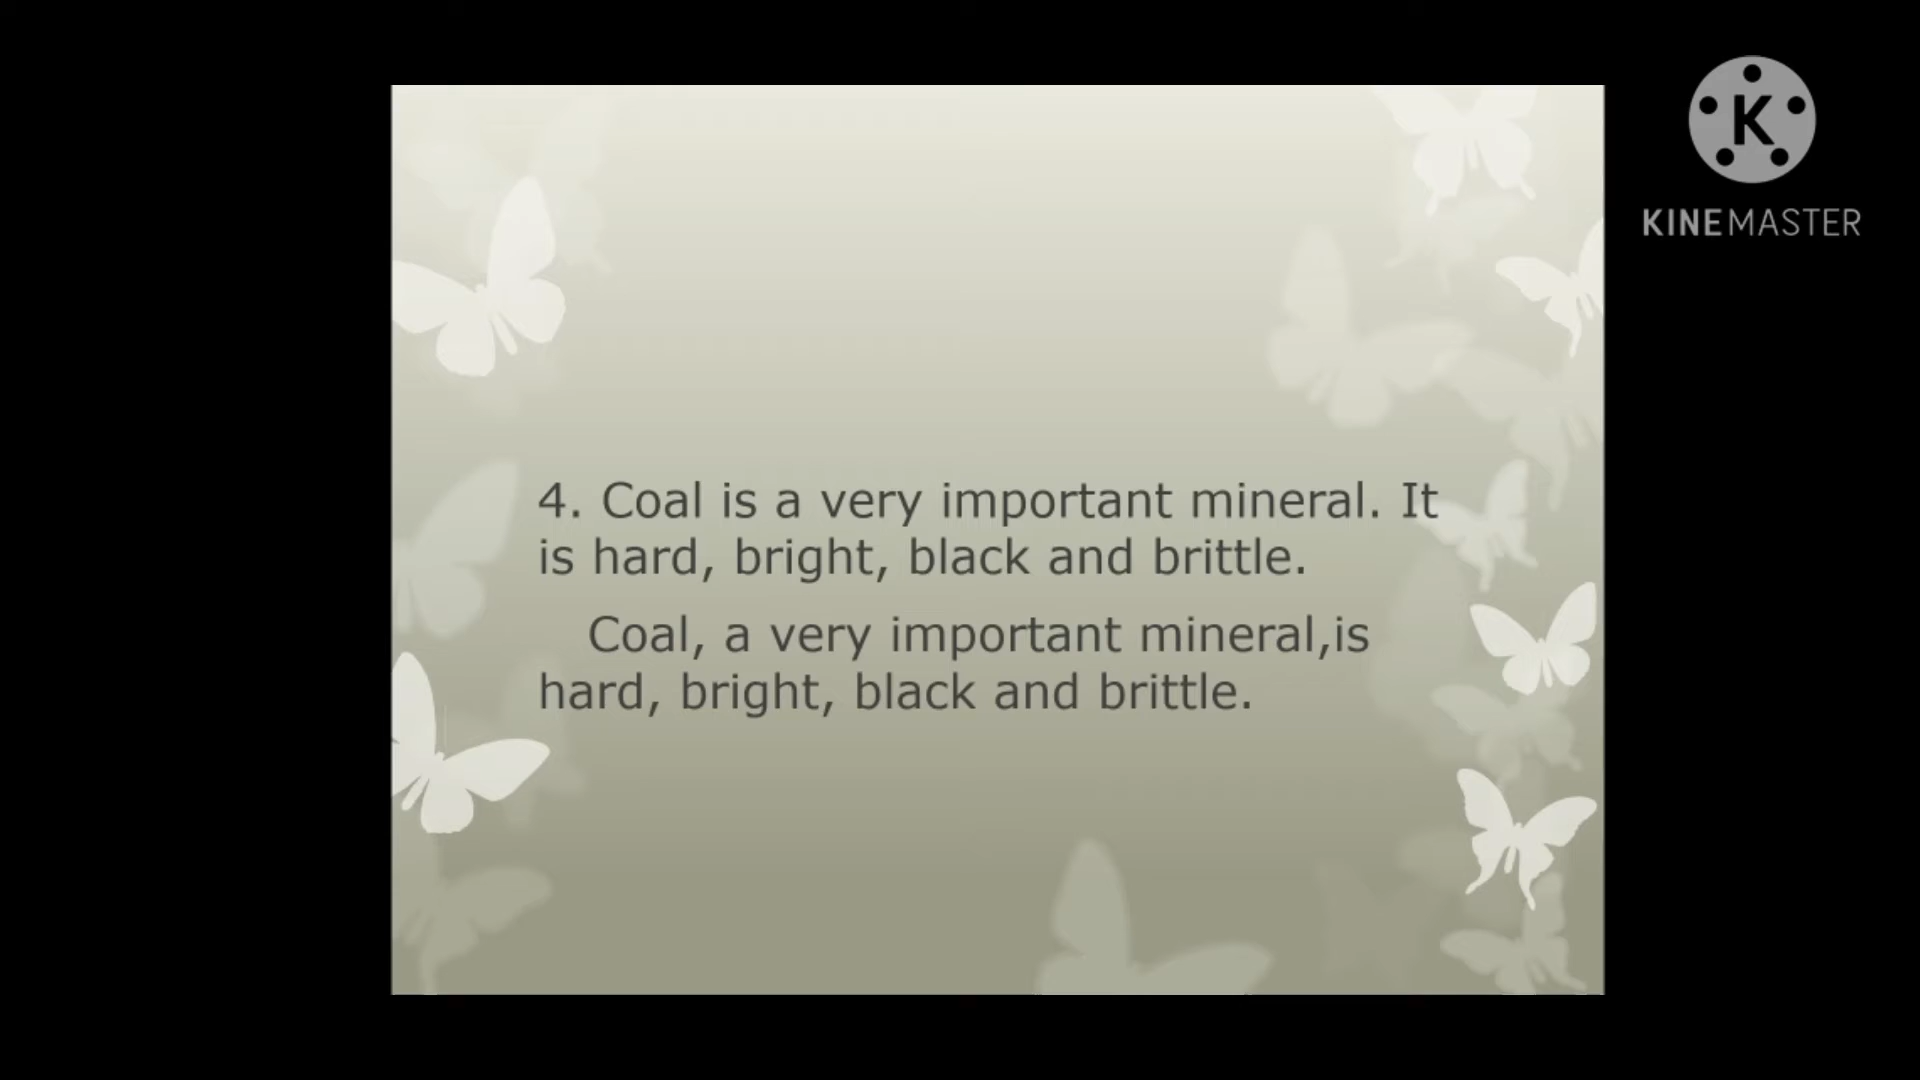 K
KINEMASTER
4. Coal is a very important mineral. It
is hard, bright, black and brittle.
Coal, a very important mineral,is
hard, bright, black and brittle.